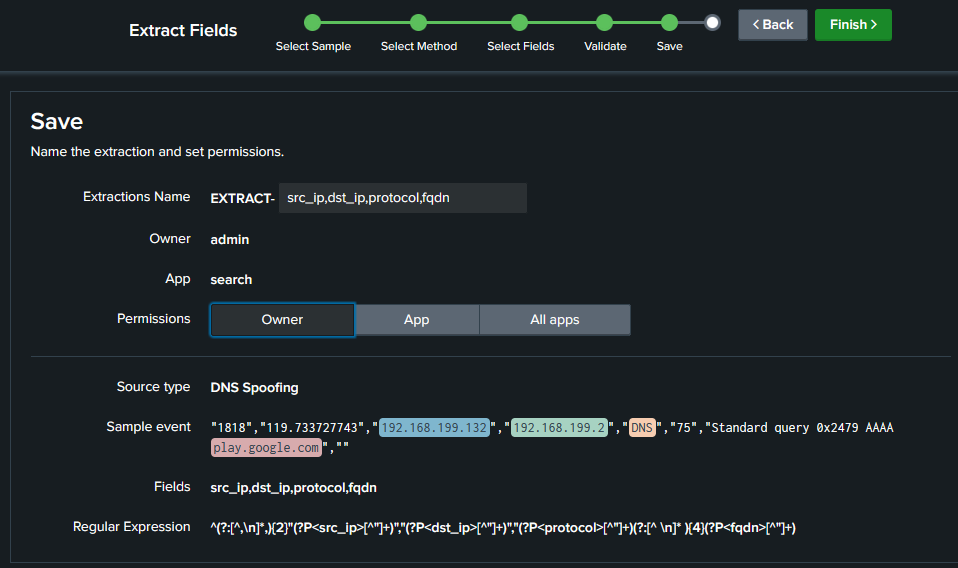 Extract Fields
Select Sample
Select Method
Select Fields
Validate
Save
< Back
Finish >
Save
Name the extraction and set permissions.
Extractions Name EXTRACT- src_ip,dst_ip,protocol,fqdn
Owner admin
App search
Permissions Owner App All apps
Source type DNS Spoofing
Sample event "1818","119.733727743","192.168.199.132","192.168.199.2","DNS","75","Standard query 0x2479 AAAA
play.google.com",""
Fields src_ip,dst_ip,protocol,fqdn
Regular Expression ^(?:[^,\n]*,){2}"(?P<src_ip>[^"]+)","(?P<dst_ip>[^"]+)","(?P<protocol>[^"]+)(?:[^ \n]* ){4}(?P<fqdn>[^"]+)